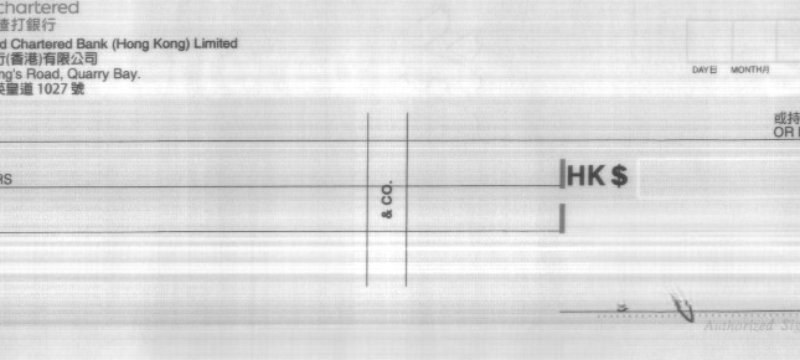 chartered
渣打銀行
d Chartered Bank (Hong Kong) Limited
行(香港)有限公司
ng's Road, Quarry Bay.
英皇道 1027 號
DAY日 MONTH月
或持
OR
RS
HK $
& CO.
Authorized